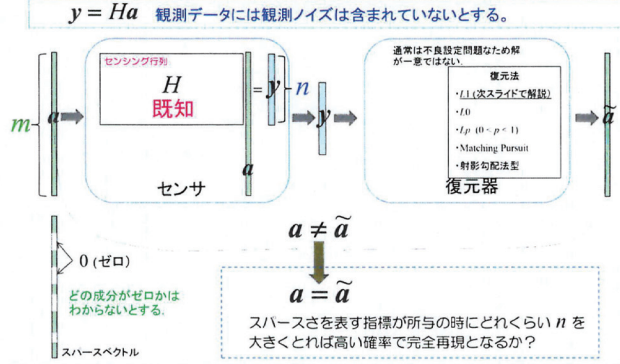 y = Ha 観測データには観測ノイズは含まれていないとする。
センシング行列
H
既知
= y
n
m
a
a
センサ
y
通常は不良設定問題なため解
が一意ではない.
復元法
・L1 (次スライドで解説)
・L0
・Lp (0 < p < 1)
・Matching Pursuit
・射影勾配法型
復元器
ã
0 (ゼロ)
どの成分がゼロかは
わからないとする.
スパースベクトル
a ≠ ã
a = ã
スパースさを表す指標が所与の時にどれくらい n を
大きくとれば高い確率で完全再現となるか？